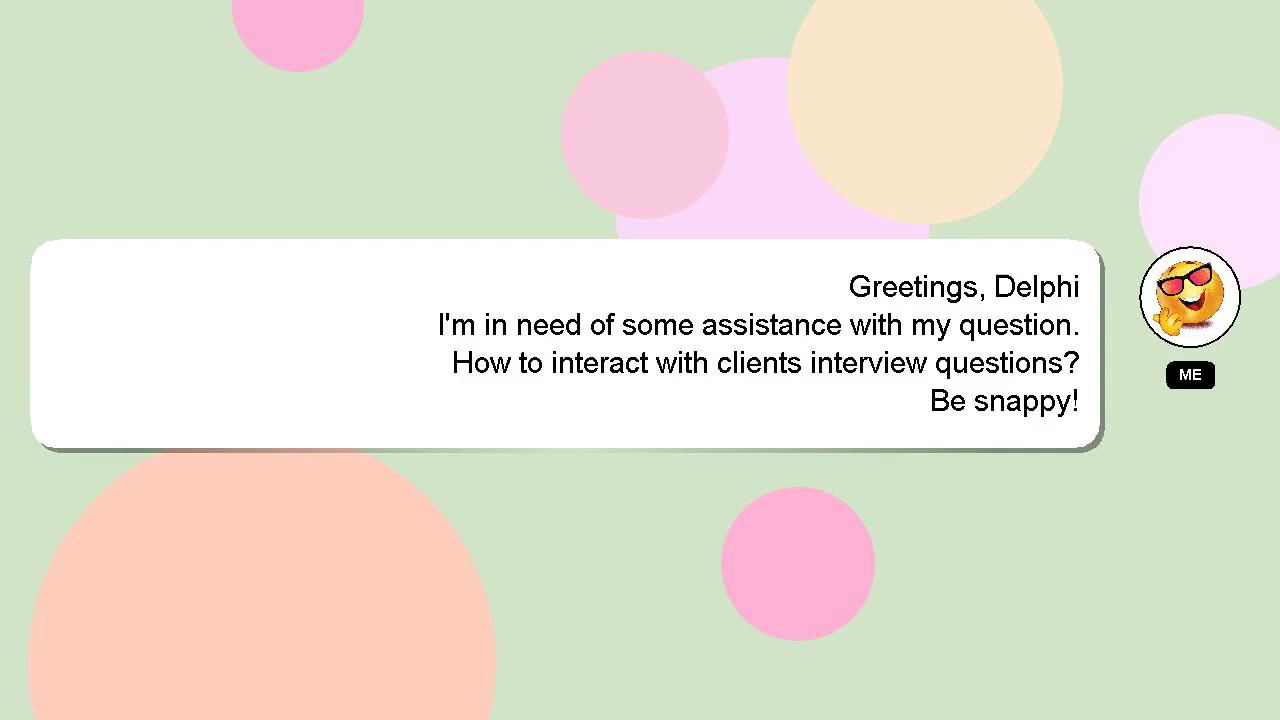 Greetings, Delphi
I'm in need of some assistance with my question.
How to interact with clients interview questions?
Be snappy!
ME